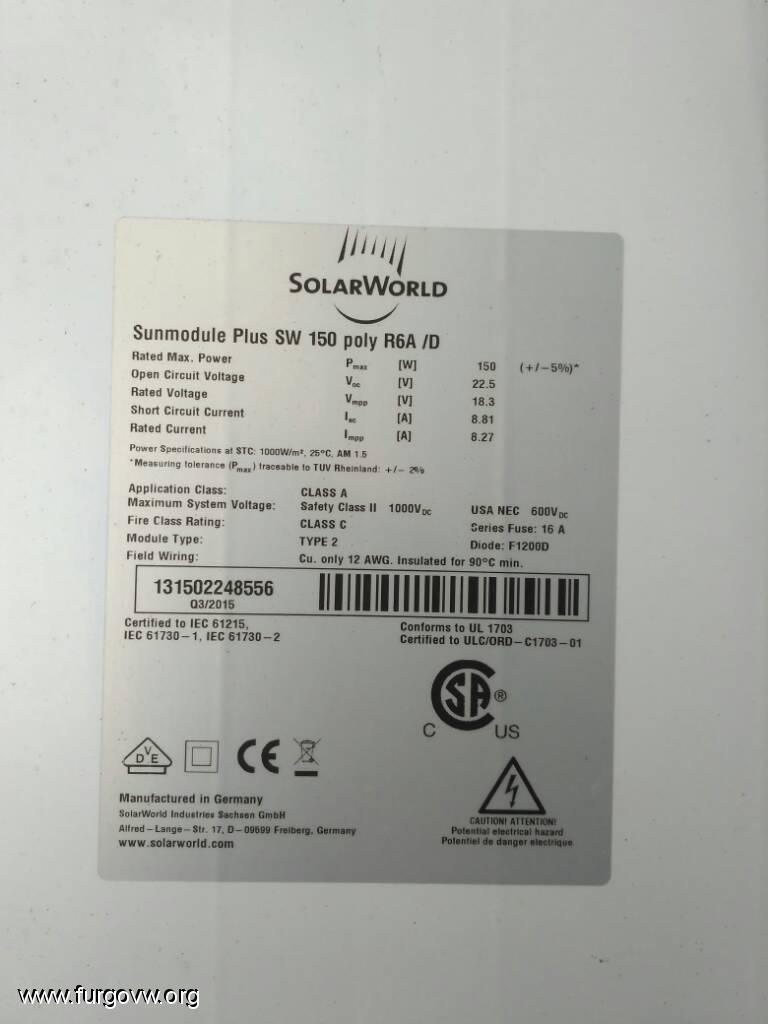 SOLARWORLD
Sunmodule Plus SW 150 poly R6A /D
Rated Max. Power Pmax [W] 150 (+/-5%)*
Open Circuit Voltage Voc [V] 22.5
Rated Voltage Vmpp [V] 18.3
Short Circuit Current Isc [A] 8.81
Rated Current Impp [A] 8.27
Power Specifications at STC: 1000W/m², 25°C, AM 1.5
*Measuring tolerance (Pmax) traceable to TUV Rheinland: +/- 2%
Application Class: CLASS A
Maximum System Voltage: Safety Class II 1000VDC USA NEC 600VDC
Fire Class Rating: CLASS C Series Fuse: 16 A
Module Type: TYPE 2 Diode: F1200D
Field Wiring: Cu. only 12 AWG. Insulated for 90°C min.
131502248556
Q3/2015
Certified to IEC 61215,
IEC 61730-1, IEC 61730-2
Conforms to UL 1703
Certified to ULC/ORD-C1703-01
SA ®
C US
DVE
CE
Manufactured in Germany
SolarWorld Industries Sachsen GmbH
Alfred-Lange-Str. 17, D-09599 Freiberg, Germany
www.solarworld.com
CAUTION! ATTENTION!
Potential electrical hazard
Potentiel de danger electrique
www.furgovw.org